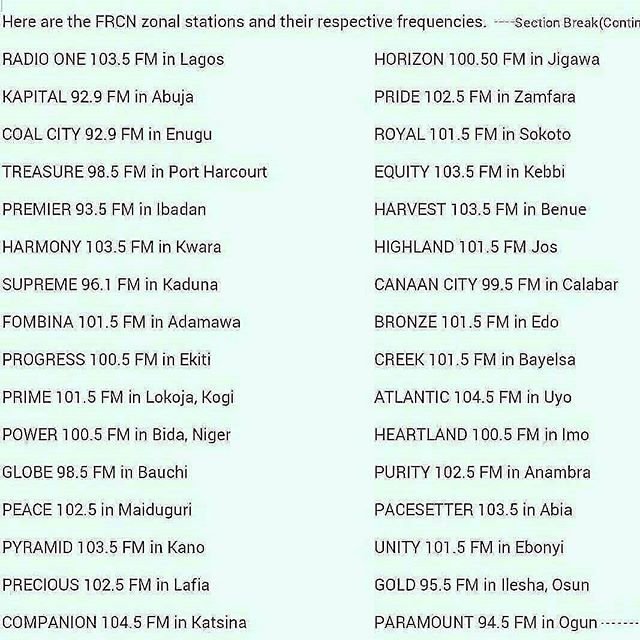 Here are the FRCN zonal stations and their respective frequencies. ----Section Break(Contin
RADIO ONE 103.5 FM in Lagos
KAPITAL 92.9 FM in Abuja
COAL CITY 92.9 FM in Enugu
TREASURE 98.5 FM in Port Harcourt
PREMIER 93.5 FM in Ibadan
HARMONY 103.5 FM in Kwara
SUPREME 96.1 FM in Kaduna
FOMBINA 101.5 FM in Adamawa
PROGRESS 100.5 FM in Ekiti
PRIME 101.5 FM in Lokoja, Kogi
POWER 100.5 FM in Bida, Niger
GLOBE 98.5 FM in Bauchi
PEACE 102.5 in Maiduguri
PYRAMID 103.5 FM in Kano
PRECIOUS 102.5 FM in Lafia
COMPANION 104.5 FM in Katsina
HORIZON 100.50 FM in Jigawa
PRIDE 102.5 FM in Zamfara
ROYAL 101.5 FM in Sokoto
EQUITY 103.5 FM in Kebbi
HARVEST 103.5 FM in Benue
HIGHLAND 101.5 FM Jos
CANAAN CITY 99.5 FM in Calabar
BRONZE 101.5 FM in Edo
CREEK 101.5 FM in Bayelsa
ATLANTIC 104.5 FM in Uyo
HEARTLAND 100.5 FM in Imo
PURITY 102.5 FM in Anambra
PACESETTER 103.5 in Abia
UNITY 101.5 FM in Ebonyi
GOLD 95.5 FM in Ilesha, Osun
PARAMOUNT 94.5 FM in Ogun-------